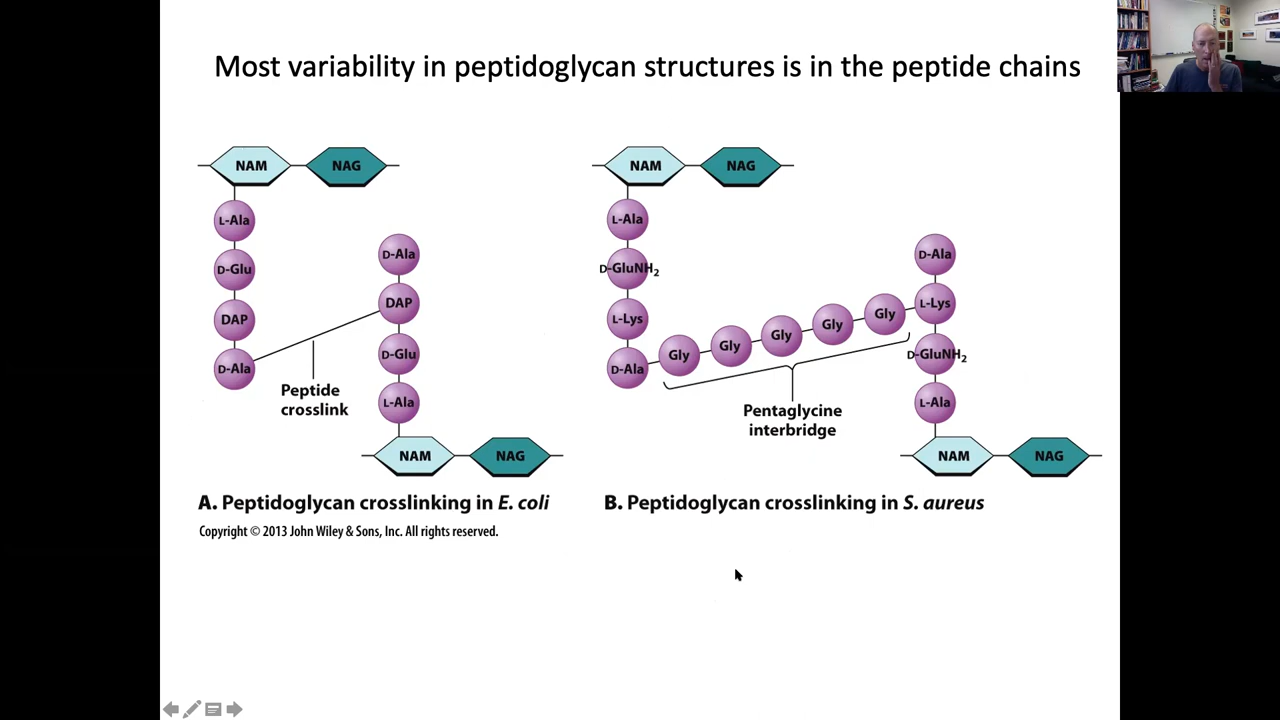 Most variability in peptidoglycan structures is in the peptide chains
NAM
NAG
L-Ala
D-Glu
DAP
D-Ala
D-Ala
DAP
D-Glu
L-Ala
Peptide
crosslink
NAM
NAG
A. Peptidoglycan crosslinking in E. coli
Copyright © 2013 John Wiley & Sons, Inc. All rights reserved.
NAM
NAG
L-Ala
D-GluNH₂
L-Lys
D-Ala
Gly
Gly
Gly
Gly
Gly
D-Ala
L-Lys
D-GluNH₂
L-Ala
Pentaglycine
interbridge
NAM
NAG
B. Peptidoglycan crosslinking in S. aureus